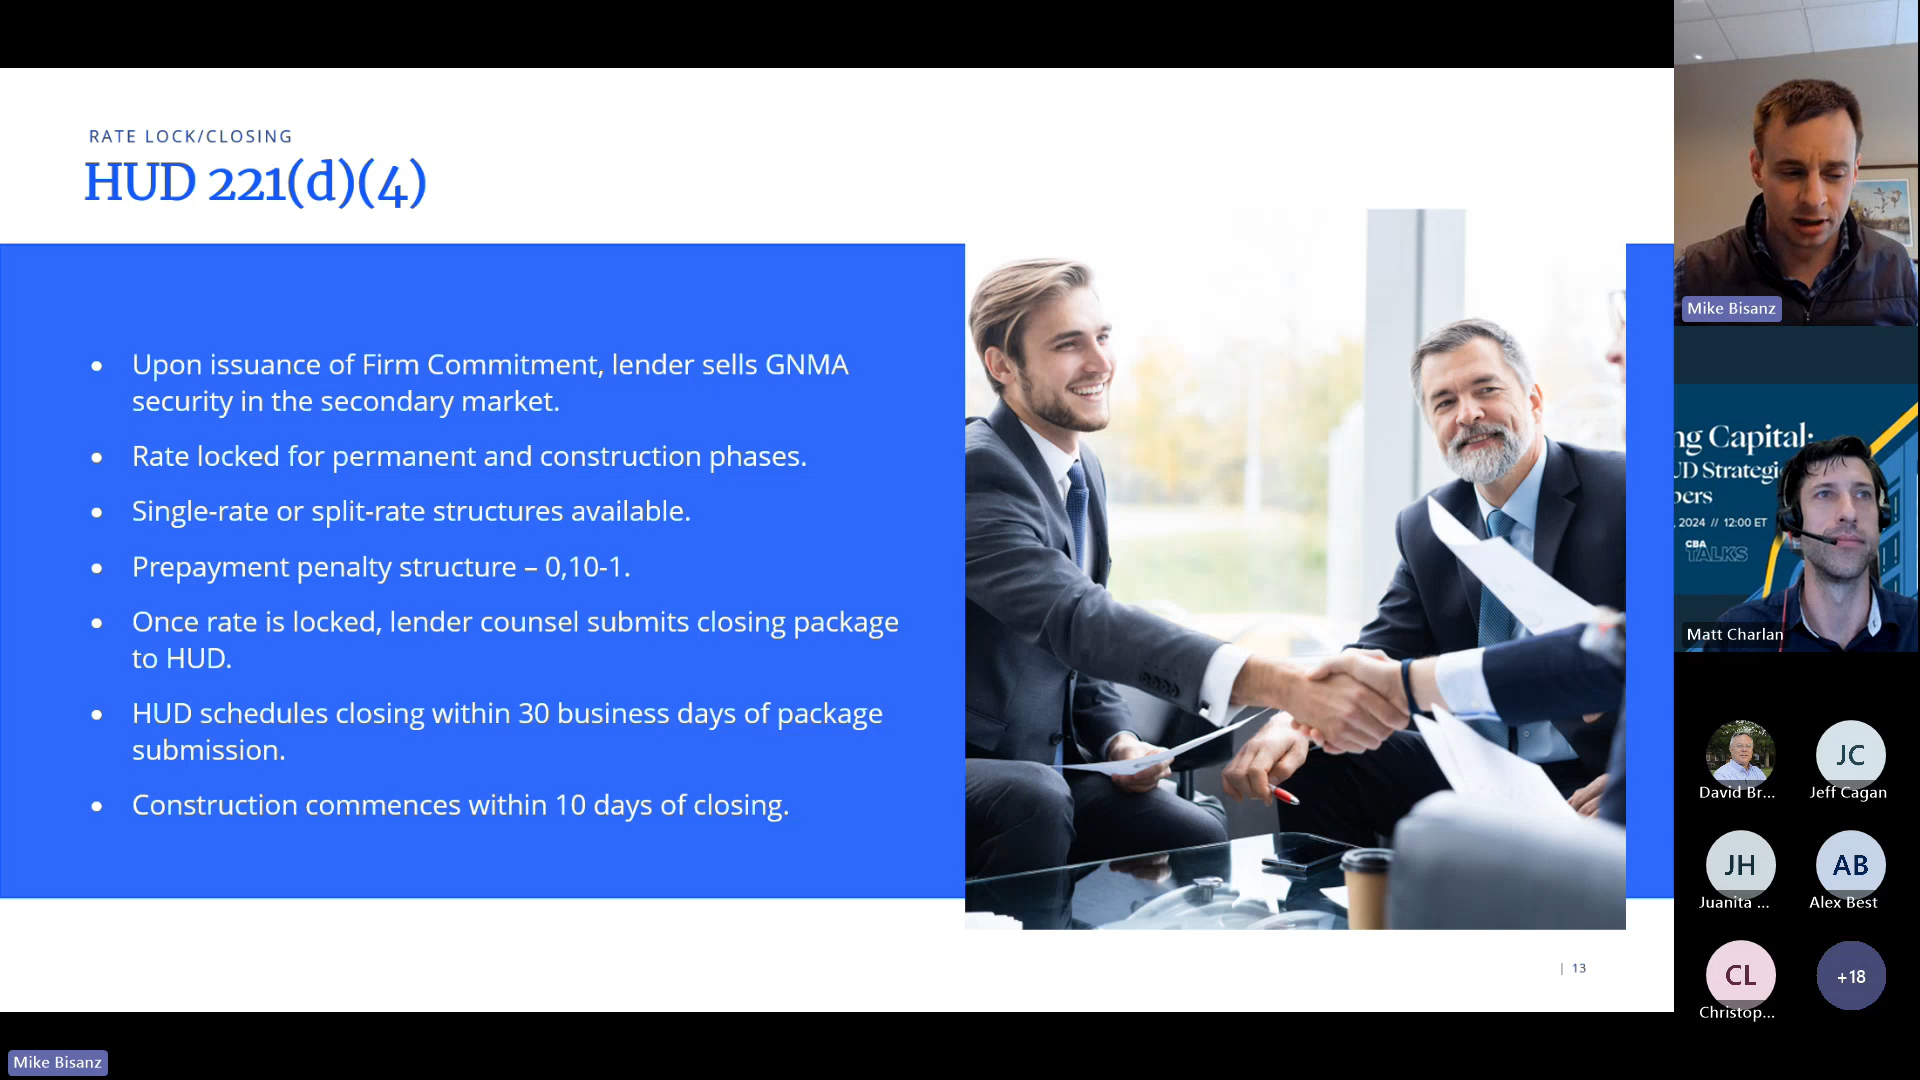 RATE LOCK/CLOSING
HUD 221(d)(4)
• Upon issuance of Firm Commitment, lender sells GNMA
security in the secondary market.
• Rate locked for permanent and construction phases.
• Single-rate or split-rate structures available.
• Prepayment penalty structure – 0,10-1.
• Once rate is locked, lender counsel submits closing package
to HUD.
• HUD schedules closing within 30 business days of package
submission.
• Construction commences within 10 days of closing.
| 13
Mike Bisanz
Mike Bisanz
ng Capital:
UD Strategi
pers
, 2024 // 12:00 ET
CBA
TALKS
Matt Charlan
David Br...
JC
Jeff Cagan
JH
Juanita ...
AB
Alex Best
CL
Christop...
+18